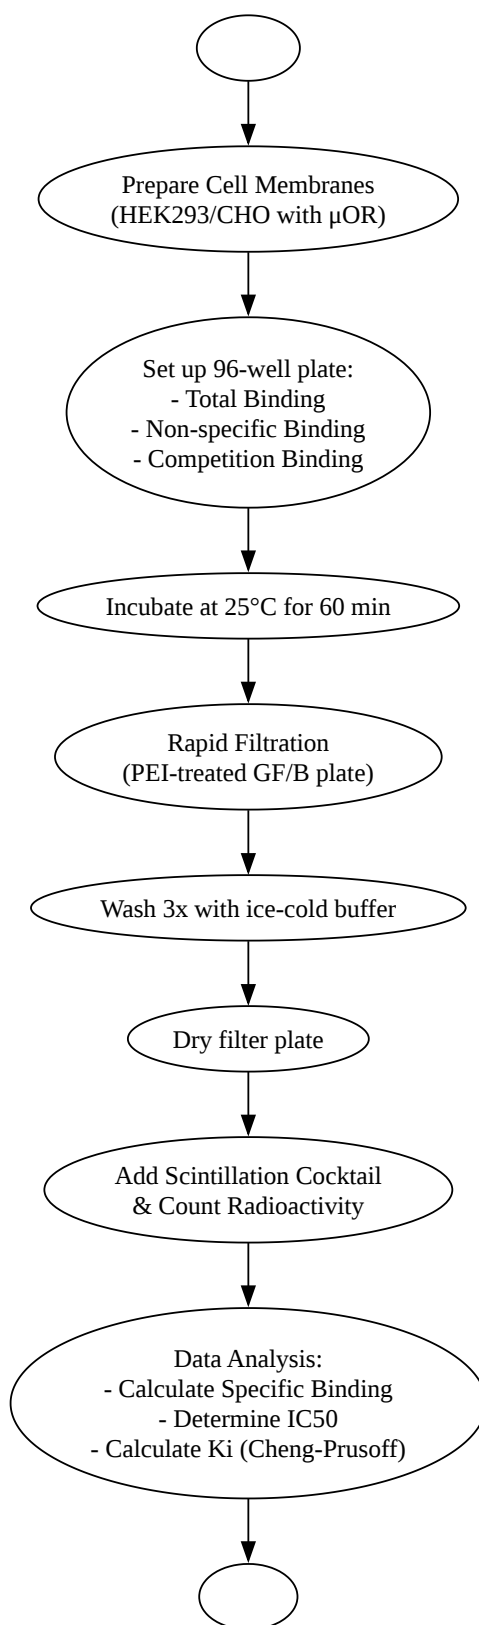 Prepare Cell Membranes
(HEK293/CHO with μOR)
Set up 96-well plate:
- Total Binding
- Non-specific Binding
- Competition Binding
Incubate at 25°C for 60 min
Rapid Filtration
(PEI-treated GF/B plate)
Wash 3x with ice-cold buffer
Dry filter plate
Add Scintillation Cocktail
& Count Radioactivity
Data Analysis:
- Calculate Specific Binding
- Determine IC50
- Calculate Ki (Cheng-Prusoff)